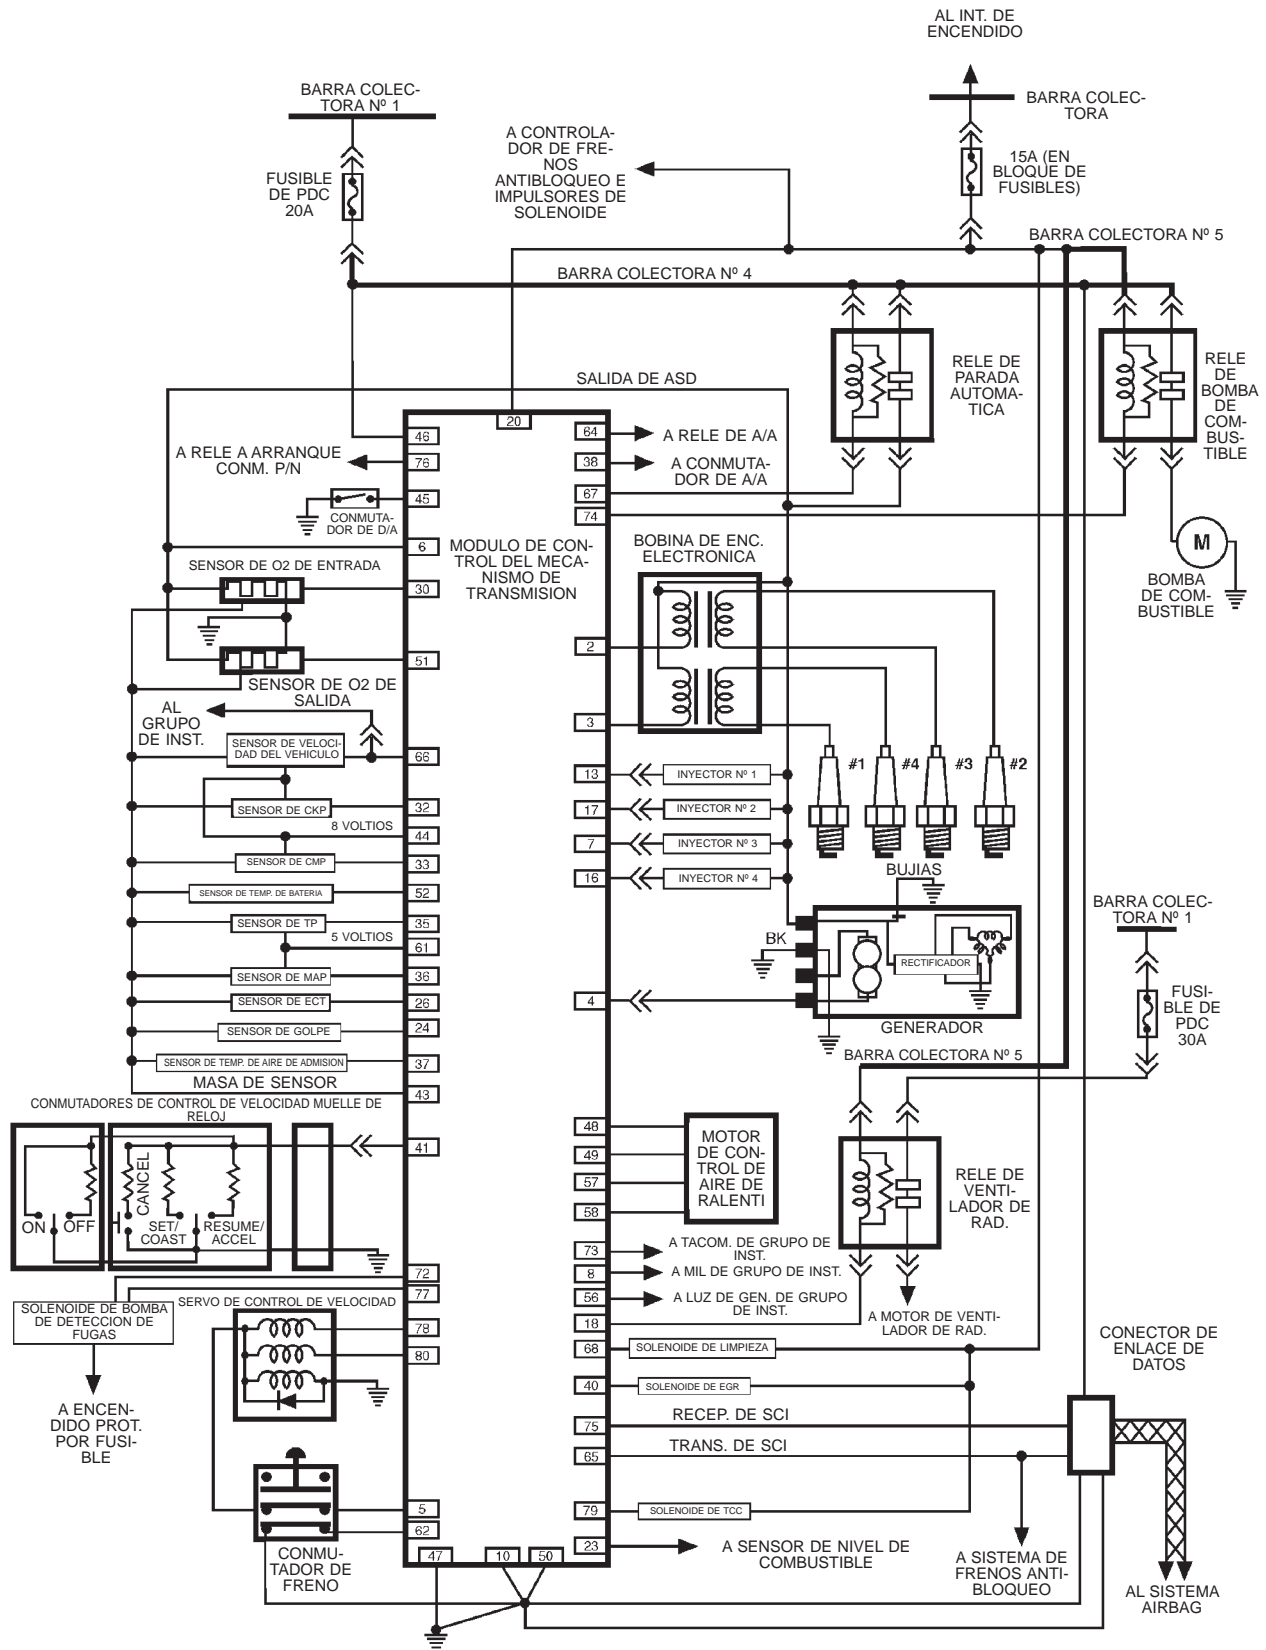 AL INT. DE
ENCENDIDO
BARRA COLEC-
TORA Nº 1
BARRA COLEC-
TORA
A CONTROLA-
DOR DE FRE-
NOS
ANTIBLOQUEO E
IMPULSORES DE
SOLENOIDE
15A (EN
BLOQUE DE
FUSIBLES)
FUSIBLE
DE PDC
20A
BARRA COLECTORA Nº 5
BARRA COLECTORA Nº 4
RELE DE
PARADA
AUTOMA-
TICA
RELE
DE
BOMBA
DE
COM-
BUS-
TIBLE
SALIDA DE ASD
20
46
64
A RELE DE A/A
A RELE A ARRANQUE
CONM. P/N
76
38
A CONMUTA-
DOR DE A/A
45
67
CONMUTA-
DOR DE D/A
74
6
MODULO DE CON-
TROL DEL MECA-
NISMO DE
TRANSMISION
BOBINA DE ENC.
ELECTRONICA
M
BOMBA
DE COM-
BUSTIBLE
SENSOR DE O2 DE ENTRADA
30
2
51
SENSOR DE O2 DE
SALIDA
AL
GRUPO
DE INST.
3
SENSOR DE VELOCI-
DAD DEL VEHICULO
66
#1
#4
#3
#2
13
INYECTOR Nº 1
SENSOR DE CKP
32
17
INYECTOR Nº 2
8 VOLTIOS
44
7
INYECTOR Nº 3
SENSOR DE CMP
33
16
INYECTOR Nº 4
BUJIAS
SENSOR DE TEMP. DE BATERIA
52
BARRA COLEC-
TORA Nº 1
SENSOR DE TP
35
5 VOLTIOS
61
BK
RECTIFICADOR
SENSOR DE MAP
36
SENSOR DE ECT
26
4
FUSI-
BLE DE
PDC
30A
SENSOR DE GOLPE
24
GENERADOR
SENSOR DE TEMP. DE AIRE DE ADMISION
37
BARRA COLECTORA Nº 5
MASA DE SENSOR
43
CONMUTADORES DE CONTROL DE VELOCIDAD MUELLE DE
RELOJ
41
48
49
57
58
MOTOR
DE CON-
TROL DE
AIRE DE
RALENTI
RELE DE
VENTI-
LADOR DE
RAD.
CANCEL
ON
OFF
SET/
COAST
RESUME/
ACCEL
73
A TACOM. DE GRUPO DE
INST.
72
8
A MIL DE GRUPO DE INST.
77
56
A LUZ DE GEN. DE GRUPO
DE INST.
SOLENOIDE DE BOMBA
DE DETECCION DE
FUGAS
SERVO DE CONTROL DE VELOCIDAD
78
18
A MOTOR DE VENTI-
LADOR DE RAD.
80
68
SOLENOIDE DE LIMPIEZA
CONECTOR DE
ENLACE DE
DATOS
40
SOLENOIDE DE EGR
A ENCEN-
DIDO PROT.
POR FUSI-
BLE
75
RECEP. DE SCI
65
TRANS. DE SCI
5
79
SOLENOIDE DE TCC
62
23
A SENSOR DE NIVEL DE
COMBUSTIBLE
CONMU-
TADOR DE
FRENO
47
10
50
A SISTEMA DE
FRENOS ANTI-
BLOQUEO
AL SISTEMA
AIRBAG